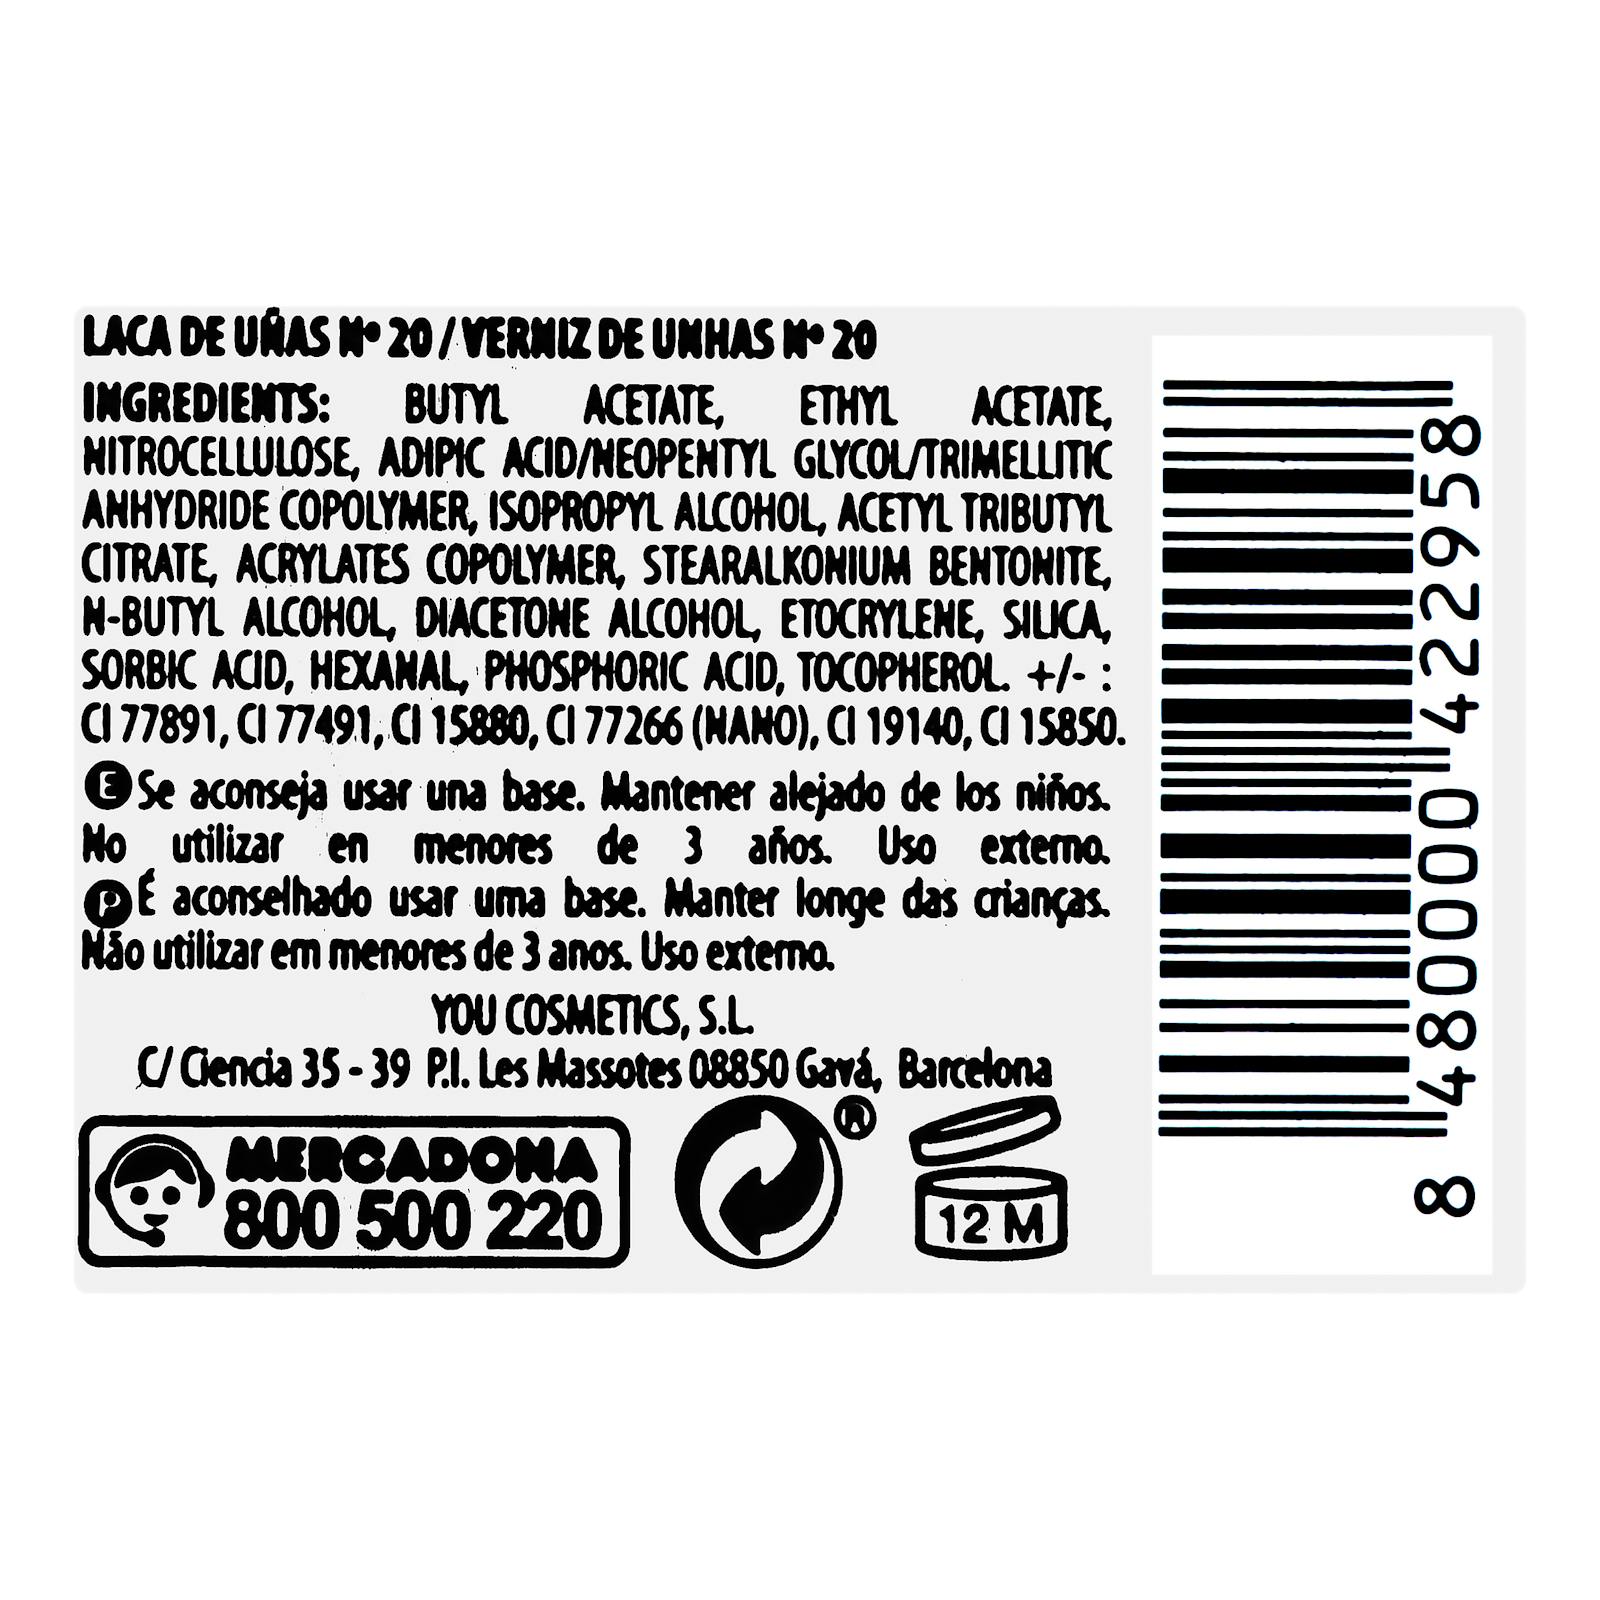 LACA DE UÑAS Nº 20 / VERNIZ DE UNHAS Nº 20
INGREDIENTS: BUTYL ACETATE, ETHYL ACETATE,
NITROCELLULOSE, ADIPIC ACID/NEOPENTYL GLYCOL/TRIMELLITIC
ANHYDRIDE COPOLYMER, ISOPROPYL ALCOHOL, ACETYL TRIBUTYL
CITRATE, ACRYLATES COPOLYMER, STEARALKONIUM BENTONITE,
N-BUTYL ALCOHOL, DIACETONE ALCOHOL, ETOCRYLENE, SILICA,
SORBIC ACID, HEXANAL, PHOSPHORIC ACID, TOCOPHEROL. +/- :
CI 77891, CI 77491, CI 15880, CI 77266 (NANO), CI 19140, CI 15850.
E Se aconseja usar una base. Mantener alejado de los niños.
No utilizar en menores de 3 años. Uso externo.
P É aconselhado usar uma base. Manter longe das crianças.
Não utilizar em menores de 3 anos. Uso externo.
YOU COSMETICS, S.L.
C/ Ciencia 35 - 39 P.I. Les Massotes 08850 Gavá, Barcelona
MERCADONA
800 500 220
®
12 M
8 480000 422958